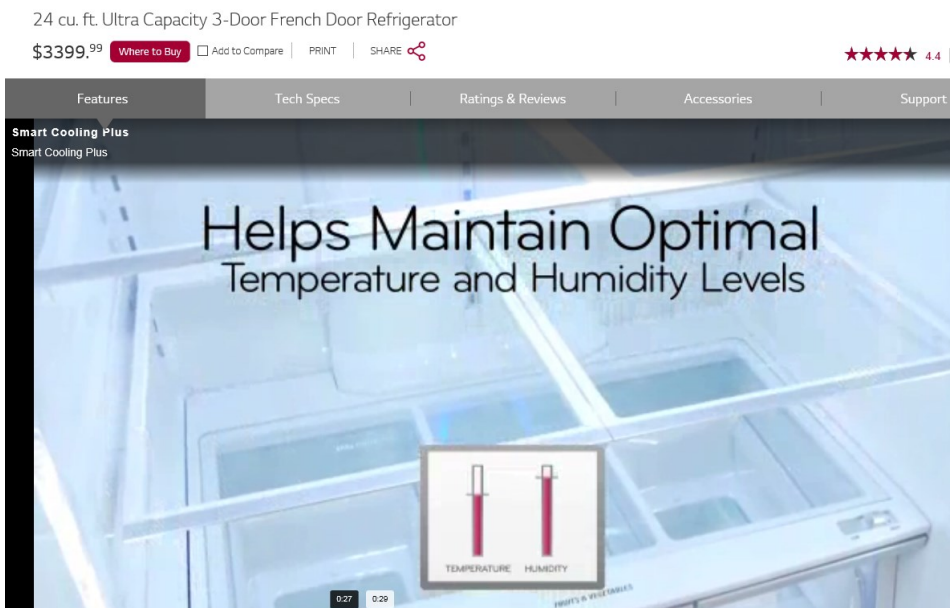 24 cu. ft. Ultra Capacity 3-Door French Door Refrigerator
$3399.99 Where to Buy Add to Compare PRINT SHARE 4.4
Features Tech Specs Ratings & Reviews Accessories Support
Smart Cooling Plus
Smart Cooling Plus
Helps Maintain Optimal
Temperature and Humidity Levels
TEMPERATURE HUMIDITY
FRUITS & VEGETABLES
0:27 0:29